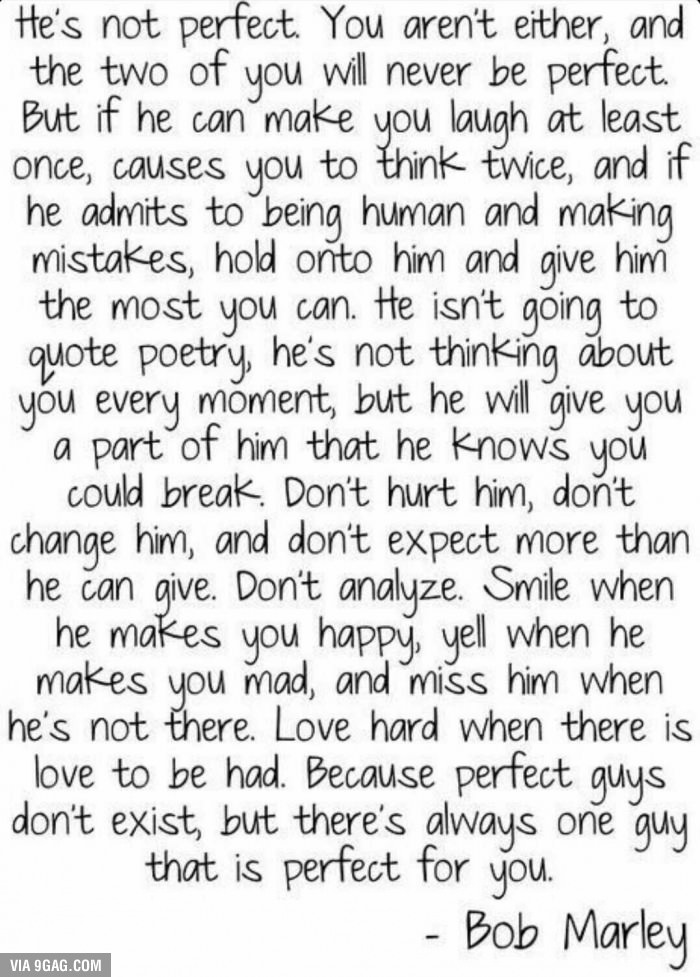 He's not perfect. You aren't either, and
the two of you will never be perfect.
But if he can make you laugh at least
once, causes you to think twice, and if
he admits to being human and making
mistakes, hold onto him and give him
the most you can. He isn't going to
quote poetry, he's not thinking about
you every moment, but he will give you
a part of him that he knows you
could break. Don't hurt him, don't
change him, and don't expect more than
he can give. Don't analyze. Smile when
he makes you happy, yell when he
makes you mad, and miss him when
he's not there. Love hard when there is
love to be had. Because perfect guys
don't exist, but there's always one guy
that is perfect for you.
- Bob Marley
VIA 9GAG.COM